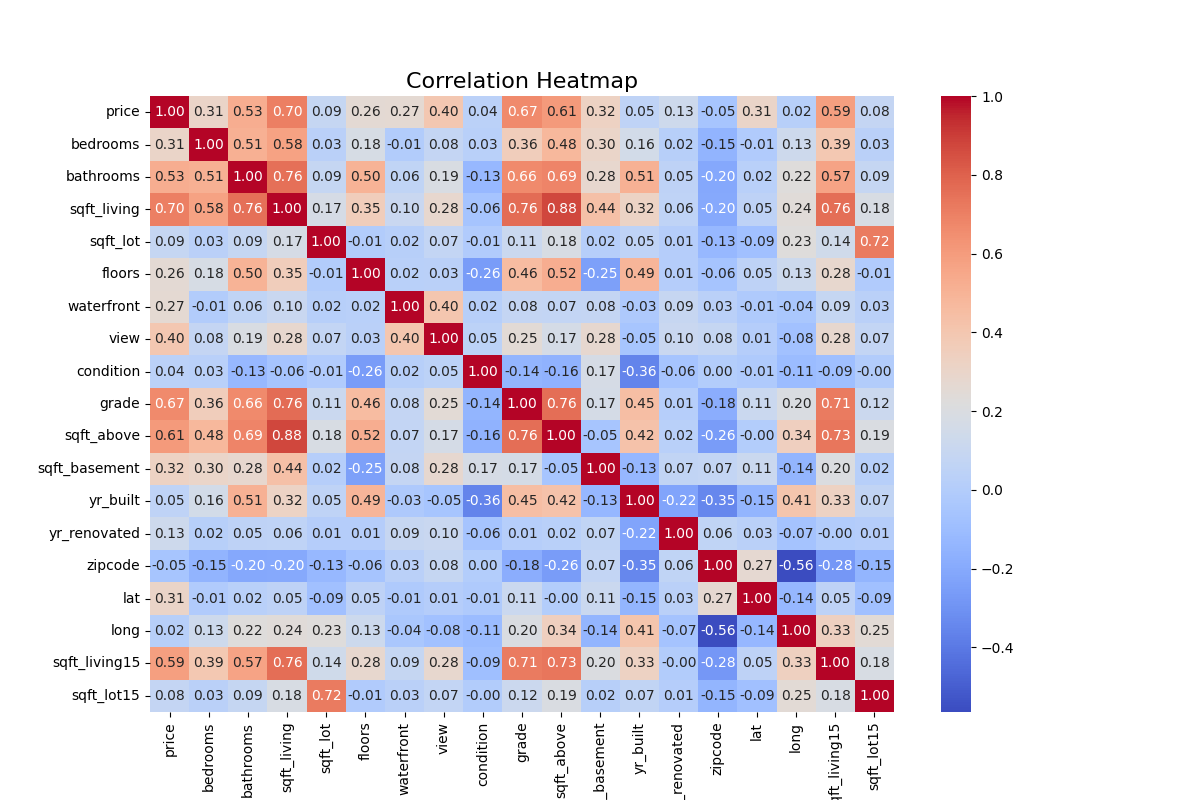 Correlation Heatmap
price 1.00 0.31 0.53 0.70 0.09 0.26 0.27 0.40 0.04 0.67 0.61 0.32 0.05 0.13 -0.05 0.31 0.02 0.59 0.08
bedrooms 0.31 1.00 0.51 0.58 0.03 0.18 -0.01 0.08 0.03 0.36 0.48 0.30 0.16 0.02 -0.15 -0.01 0.13 0.39 0.03
bathrooms 0.53 0.51 1.00 0.76 0.09 0.50 0.06 0.19 -0.13 0.66 0.69 0.28 0.51 0.05 -0.20 0.02 0.22 0.57 0.09
sqft_living 0.70 0.58 0.76 1.00 0.17 0.35 0.10 0.28 -0.06 0.76 0.88 0.44 0.32 0.06 -0.20 0.05 0.24 0.76 0.18
sqft_lot 0.09 0.03 0.09 0.17 1.00 -0.01 0.02 0.07 -0.01 0.11 0.18 0.02 0.05 0.01 -0.13 -0.09 0.23 0.14 0.72
floors 0.26 0.18 0.50 0.35 -0.01 1.00 0.02 0.03 -0.26 0.46 0.52 -0.25 0.49 0.01 -0.06 0.05 0.13 0.28 -0.01
waterfront 0.27 -0.01 0.06 0.10 0.02 0.02 1.00 0.40 0.02 0.08 0.07 0.08 -0.03 0.09 0.03 -0.01 -0.04 0.09 0.03
view 0.40 0.08 0.19 0.28 0.07 0.03 0.40 1.00 0.05 0.25 0.17 0.28 -0.05 0.10 0.08 0.01 -0.08 0.28 0.07
condition 0.04 0.03 -0.13 -0.06 -0.01 -0.26 0.02 0.05 1.00 -0.14 -0.16 0.17 -0.36 -0.06 0.00 -0.01 -0.11 -0.09 -0.00
grade 0.67 0.36 0.66 0.76 0.11 0.46 0.08 0.25 -0.14 1.00 0.76 0.17 0.45 0.01 -0.18 0.11 0.20 0.71 0.12
sqft_above 0.61 0.48 0.69 0.88 0.18 0.52 0.07 0.17 -0.16 0.76 1.00 -0.05 0.42 0.02 -0.26 -0.00 0.34 0.73 0.19
sqft_basement 0.32 0.30 0.28 0.44 0.02 -0.25 0.08 0.28 0.17 0.17 -0.05 1.00 -0.13 0.07 0.07 0.11 -0.14 0.20 0.02
yr_built 0.05 0.16 0.51 0.32 0.05 0.49 -0.03 -0.05 -0.36 0.45 0.42 -0.13 1.00 -0.22 -0.35 -0.15 0.41 0.33 0.07
yr_renovated 0.13 0.02 0.05 0.06 0.01 0.01 0.09 0.10 -0.06 0.01 0.02 0.07 -0.22 1.00 0.06 0.03 -0.07 -0.00 0.01
zipcode -0.05 -0.15 -0.20 -0.20 -0.13 -0.06 0.03 0.08 0.00 -0.18 -0.26 0.07 -0.35 0.06 1.00 0.27 -0.56 -0.28 -0.15
lat 0.31 -0.01 0.02 0.05 -0.09 0.05 -0.01 0.01 -0.01 0.11 -0.00 0.11 -0.15 0.03 0.27 1.00 -0.14 0.05 -0.09
long 0.02 0.13 0.22 0.24 0.23 0.13 -0.04 -0.08 -0.11 0.20 0.34 -0.14 0.41 -0.07 -0.56 -0.14 1.00 0.33 0.25
sqft_living15 0.59 0.39 0.57 0.76 0.14 0.28 0.09 0.28 -0.09 0.71 0.73 0.20 0.33 -0.00 -0.28 0.05 0.33 1.00 0.18
sqft_lot15 0.08 0.03 0.09 0.18 0.72 -0.01 0.03 0.07 -0.00 0.12 0.19 0.02 0.07 0.01 -0.15 -0.09 0.25 0.18 1.00
price bedrooms bathrooms sqft_living sqft_lot floors waterfront view condition grade sqft_above _basement yr_built _renovated zipcode lat long qft_living15 sqft_lot15
1.0
0.8
0.6
0.4
0.2
0.0
−0.2
−0.4